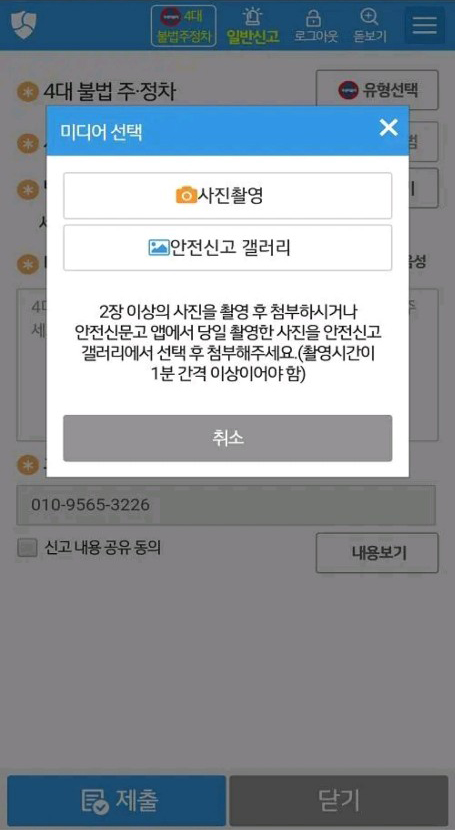 4대
불법주정차
일반신고
로그아웃
돋보기
4대 불법 주·정차
유형선택
미디어 선택
사진촬영
안전신고 갤러리
2장 이상의 사진을 촬영 후 첨부하시거나
안전신문고 앱에서 당일 촬영한 사진을 안전신고
갤러리에서 선택 후 첨부해주세요.(촬영시간이
1분 간격 이상이어야 함)
취소
010-9565-3226
신고 내용 공유 동의
내용보기
제출
닫기